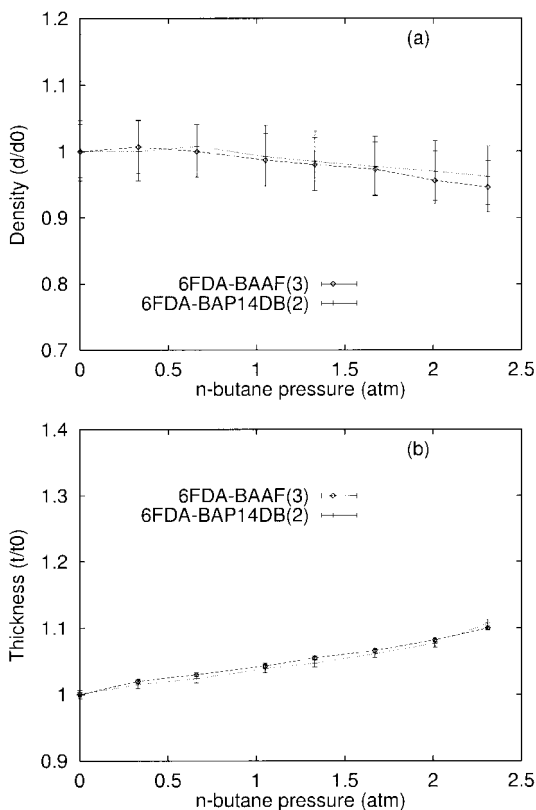 (a)
1.2
1.1
1
0.9
0.8
0.7
Density (d/d0)
6FDA-BAAF(3)
6FDA-BAP14DB(2)
0
0.5
1
1.5
2
2.5
n-butane pressure (atm)
(b)
1.4
1.3
1.2
1.1
1
0.9
Thickness (t/t0)
6FDA-BAAF(3)
6FDA-BAP14DB(2)
0
0.5
1
1.5
2
2.5
n-butane pressure (atm)